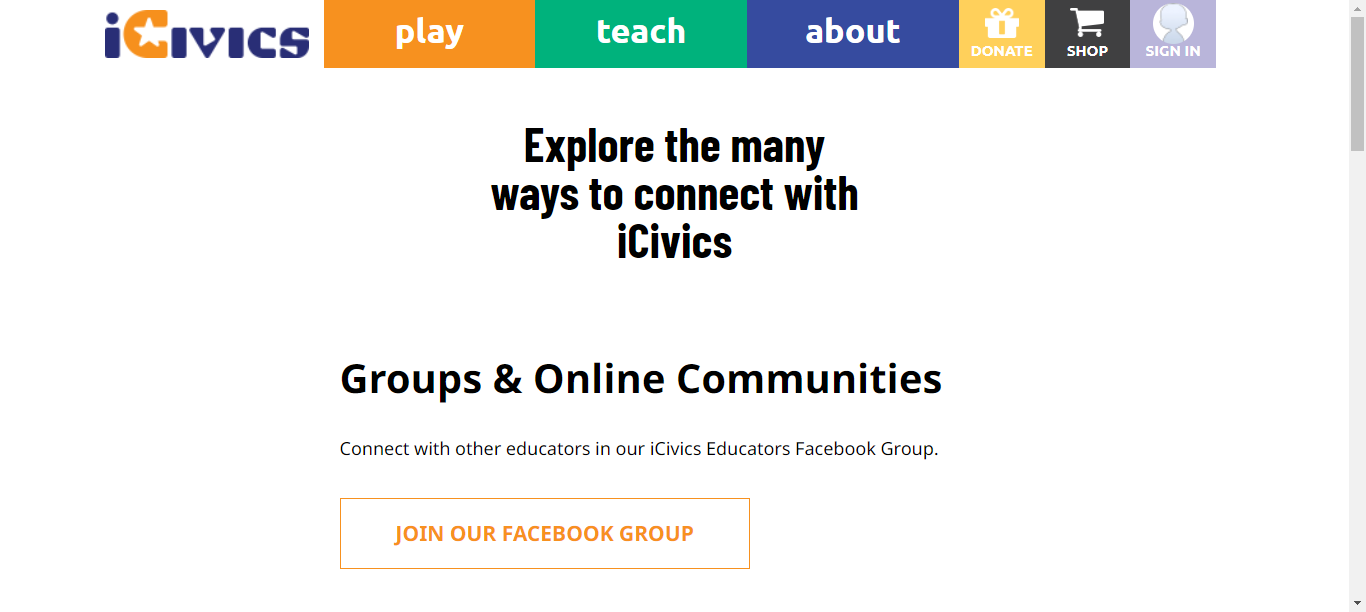 iCivics
play
teach
about
DONATE
SHOP
SIGN IN
Explore the many
ways to connect with
iCivics
Groups & Online Communities
Connect with other educators in our iCivics Educators Facebook Group.
JOIN OUR FACEBOOK GROUP